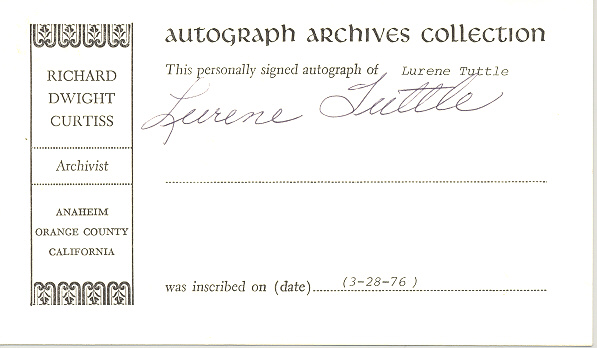 RICHARD
DWIGHT
CURTISS
Archivist
ANAHEIM
ORANGE COUNTY
CALIFORNIA
AUTOGRAPH ARCHIVES COLLECTION
This personally signed autograph of Lurene Tuttle
Lurene Tuttle
was inscribed on (date) (3-28-76)